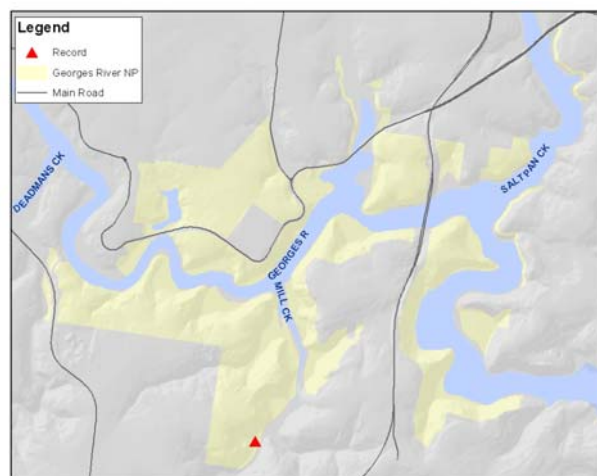 Legend
Record
Georges River NP
Main Road
DEADMANS CK
SALTpAN CK
GEORGES R
MILL CK